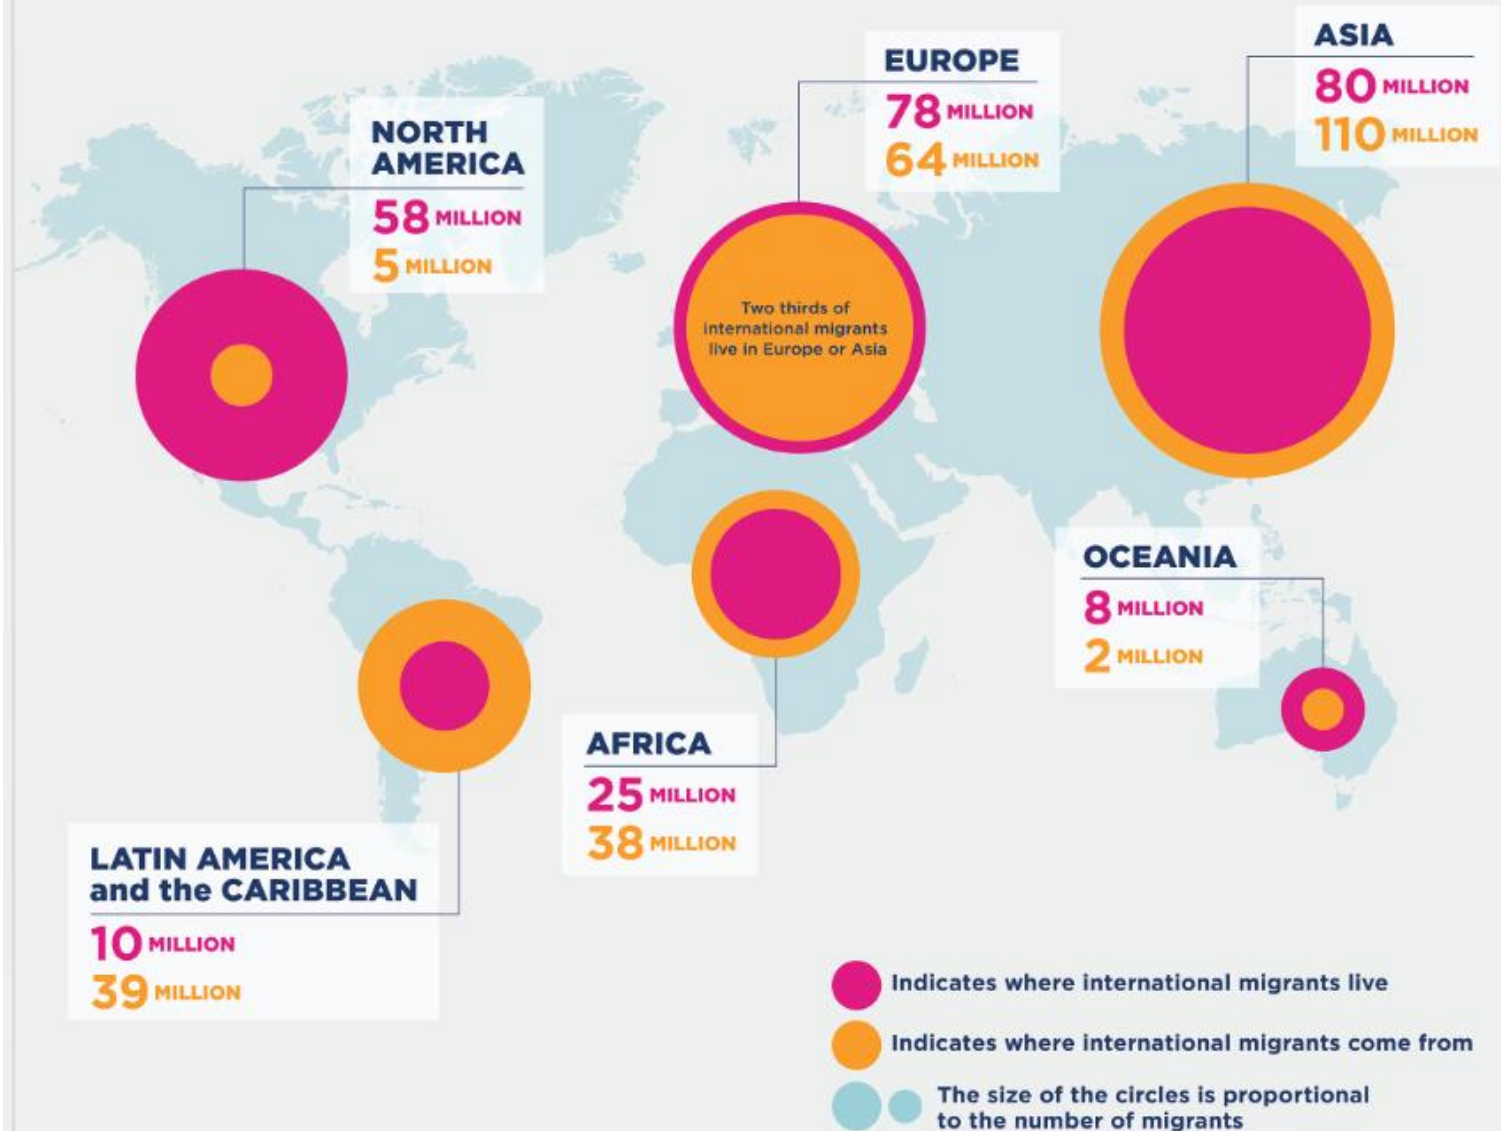 NORTH
AMERICA
58 MILLION
5 MILLION
EUROPE
78 MILLION
64 MILLION
ASIA
80 MILLION
110 MILLION
Two thirds of
international migrants
live in Europe or Asia
OCEANIA
8 MILLION
2 MILLION
AFRICA
25 MILLION
38 MILLION
LATIN AMERICA
and the CARIBBEAN
10 MILLION
39 MILLION
Indicates where international migrants live
Indicates where international migrants come from
The size of the circles is proportional
to the number of migrants